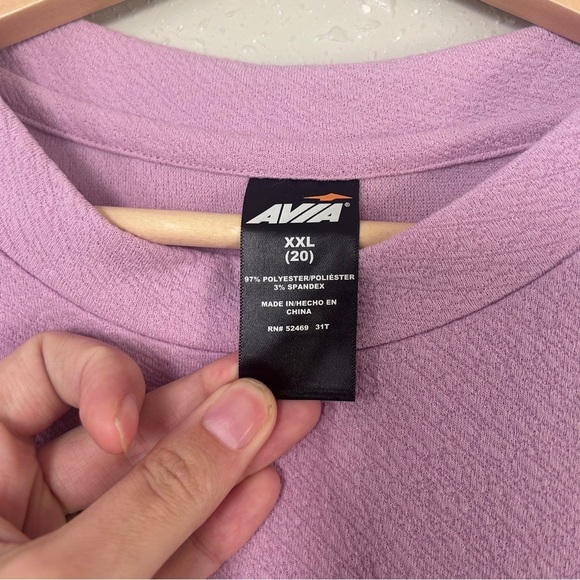 AVIA®
XXL
(20)
97% POLYESTER/POLIÉSTER
3% SPANDEX
MADE IN/HECHO EN
CHINA
RN# 52469 31T